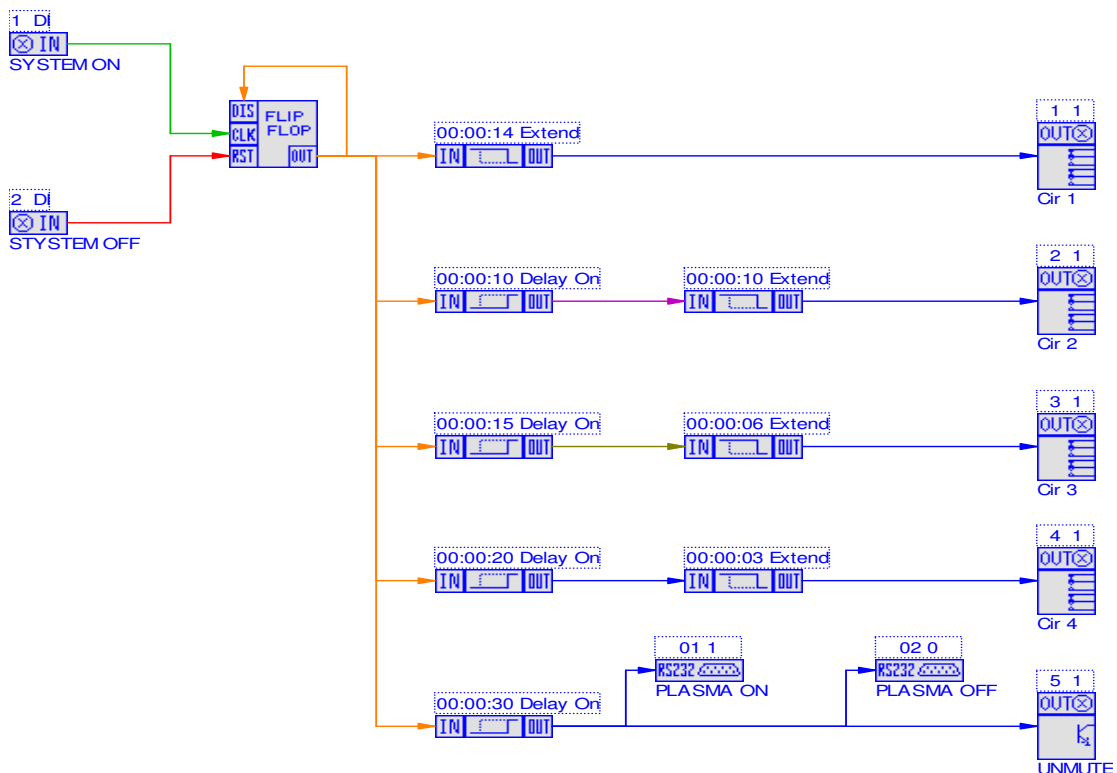 1 DI
IN
SYSTEM ON
DIS
FLIP
FLOP
CLK
RST
OUT
2 DI
IN
STYSTEM OFF
00:00:14 Extend
IN OUT
1 1
OUT
Cir 1
00:00:10 Delay On
IN OUT
00:00:10 Extend
IN OUT
2 1
OUT
Cir 2
00:00:15 Delay On
IN OUT
00:00:06 Extend
IN OUT
3 1
OUT
Cir 3
00:00:20 Delay On
IN OUT
00:00:03 Extend
IN OUT
4 1
OUT
Cir 4
00:00:30 Delay On
IN OUT
01 1
RS232
PLASMA ON
02 0
RS232
PLASMA OFF
5 1
OUT
UNMUTE